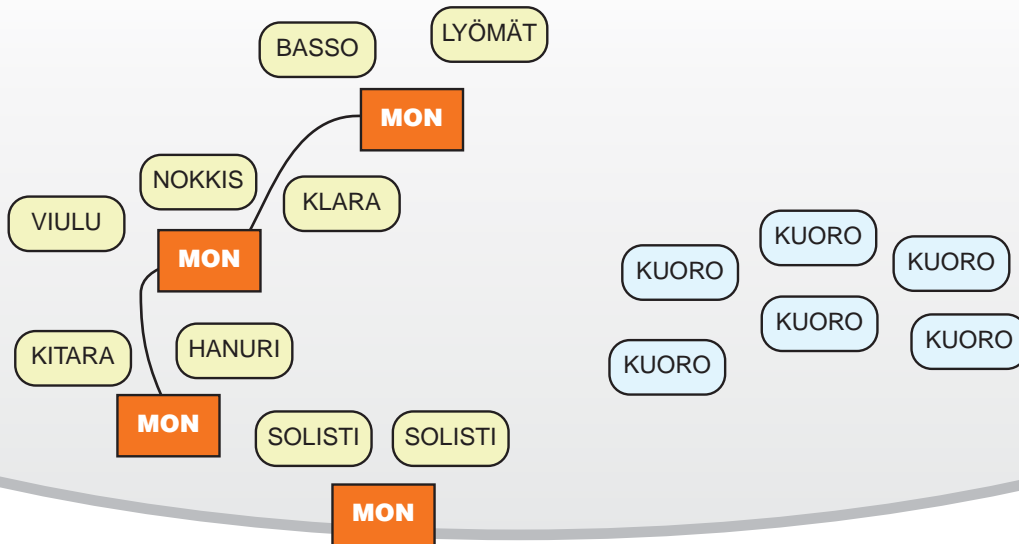 LYÖMÄT
BASSO
MON
NOKKIS
KLARA
VIULU
MON
KUORO
KUORO
KUORO
KUORO
KUORO
KUORO
HANURI
KITARA
MON
SOLISTI
SOLISTI
MON